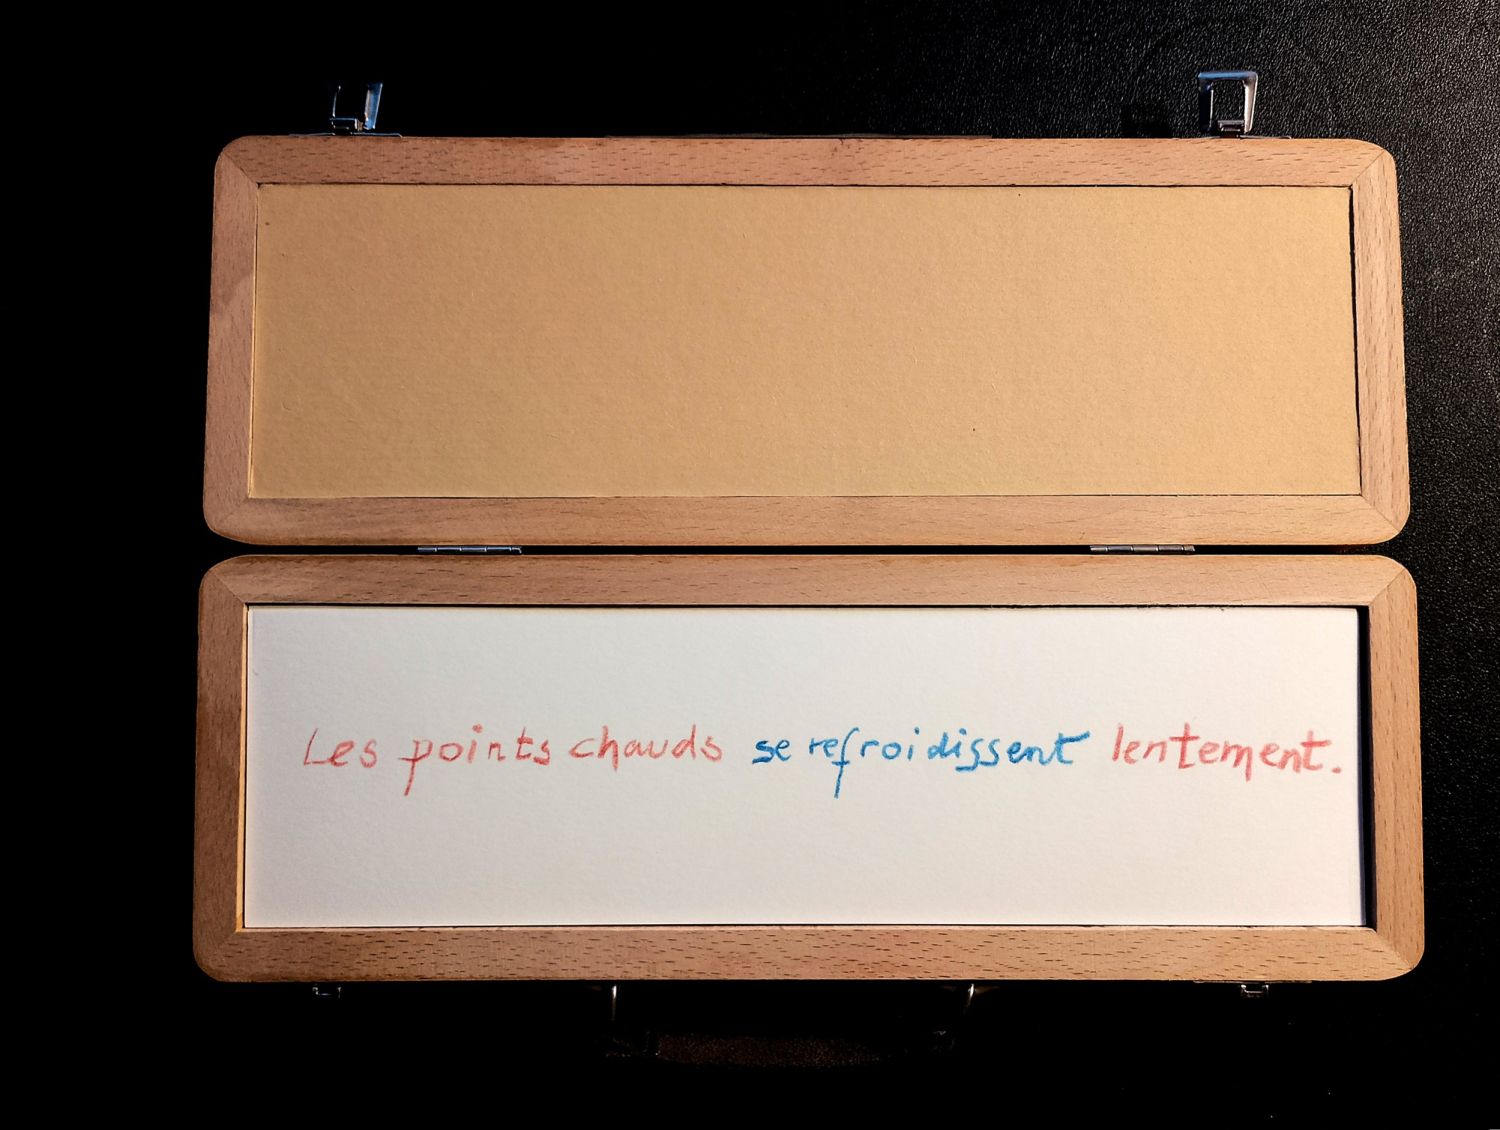 Les points chauds se refroidissent lentement.